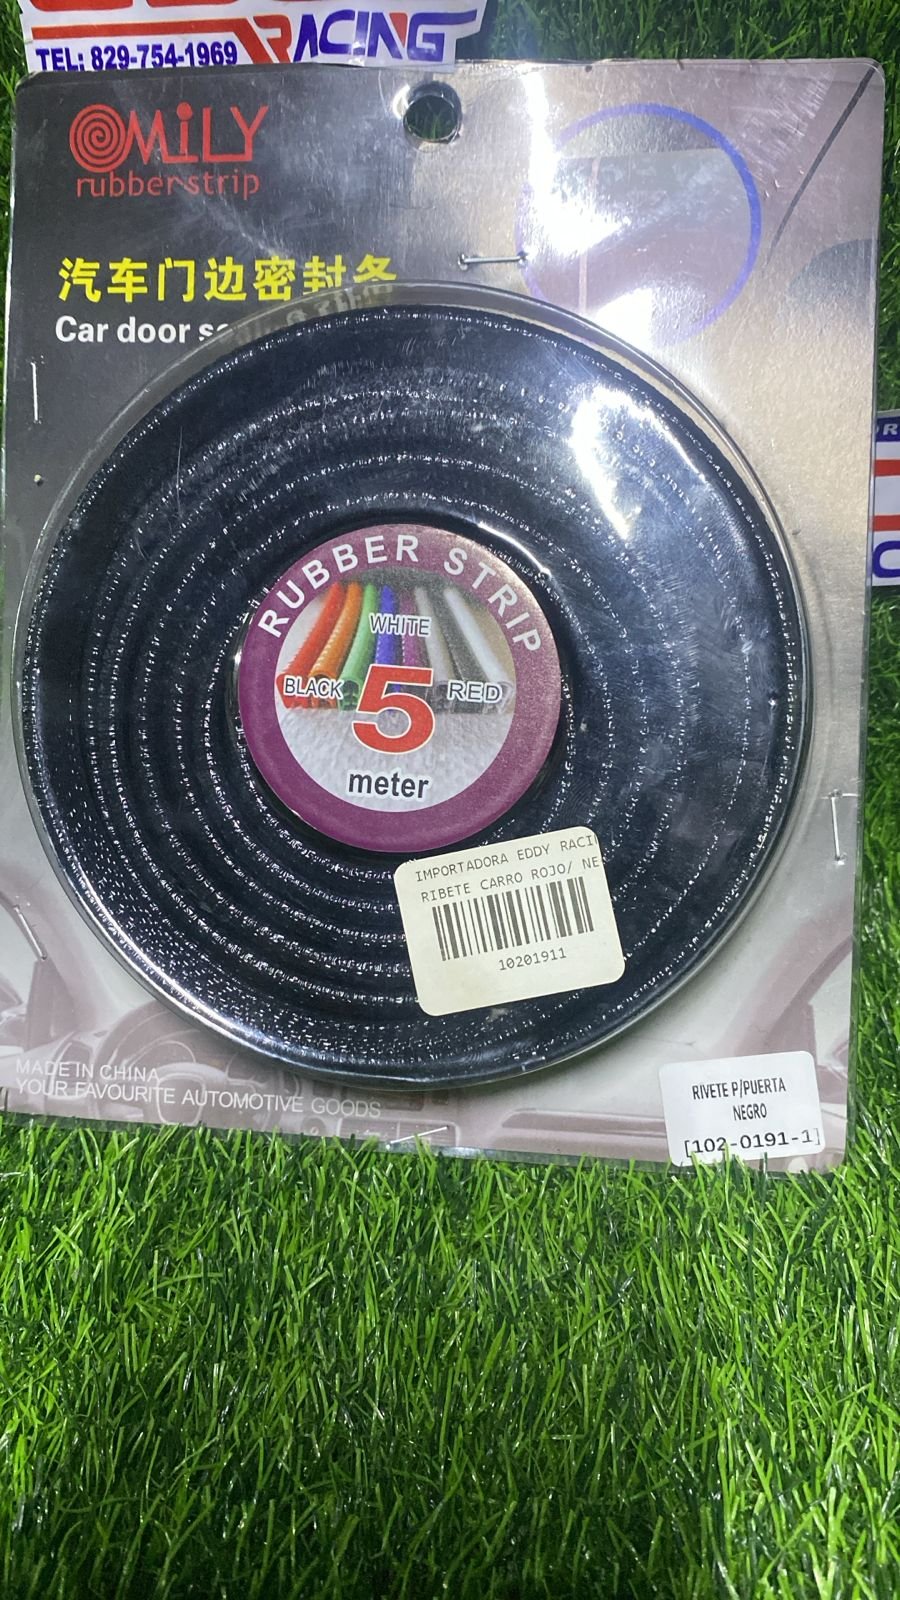 RACING
TEL: 829-754-1969
OMiLY
rubber strip
汽车门边密封条
Car door
RUBBER STRIP
WHITE
BLACK
5
RED
meter
IMPORTADORA EDDY RACI
RIBETE CARRO ROJO/ NE
10201911
MADE IN CHINA
YOUR FAVOURITE AUTOMOTIVE GOODS
RIVETE P/PUERTA
NEGRO
[102-0191-1]